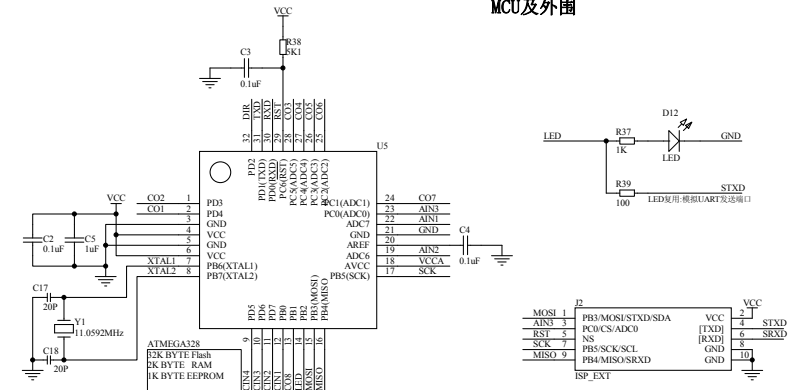 MCU及外围
VCC
R38
5K1
C3
0.1uF
DIR
TXD
RXD
RST
CO3
CO4
CO5
CO6
32
31
30
29
28
27
26
25
U5
PD2
PD1(TXD)
PD0(RXD)
PC6(RST)
PC5(ADC5)
PC4(ADC4)
PC3(ADC3)
PC2(ADC2)
D12
LED
R37
1K
LED
GND
R39
100
STXD
LED复用:模拟UART发送端口
VCC
C2
0.1uF
C5
1uF
CO2 1 PD3
CO1 2 PD4
3 GND
4 VCC
5 GND
6 VCC
XTAL1 7 PB6(XTAL1)
XTAL2 8 PB7(XTAL2)
PC1(ADC1) 24 CO7
PC0(ADC0) 23 AIN3
ADC7 22 AIN1
GND 21 GND
AREF 20
ADC6 19 AIN2
AVCC 18 VCCA
PB5(SCK) 17 SCK
C4
0.1uF
C17
20P
Y1
11.0592MHz
C18
20P
PD5
PD6
PD7
PB0
PB1
PB2
PB3(MOSI)
PB4(MISO
9
10
11
12
13
14
15
16
CIN4
CIN3
CIN2
CIN1
CO8
LED
MOSI
MISO
ATMEGA328
32K BYTE Flash
2K BYTE RAM
1K BYTE EEPROM
J2
VCC
MOSI 1 PB3/MOSI/STXD/SDA VCC 2
AIN3 3 PC0/CS/ADC0 [TXD] 4 STXD
RST 5 NS [RXD] 6 SRXD
SCK 7 PB5/SCK/SCL GND 8
MISO 9 PB4/MISO/SRXD GND 10
ISP_EXT